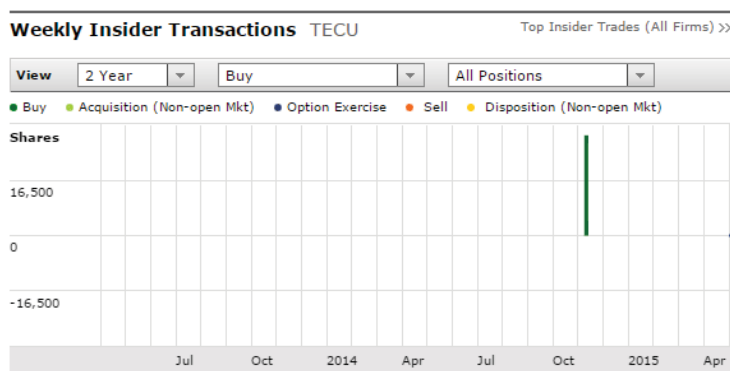 Weekly Insider Transactions TECU Top Insider Trades (All Firms) >>
View 2 Year Buy All Positions
Buy Acquisition (Non-open Mkt) Option Exercise Sell Disposition (Non-open Mkt)
Shares
16,500
0
-16,500
Jul Oct 2014 Apr Jul Oct 2015 Apr